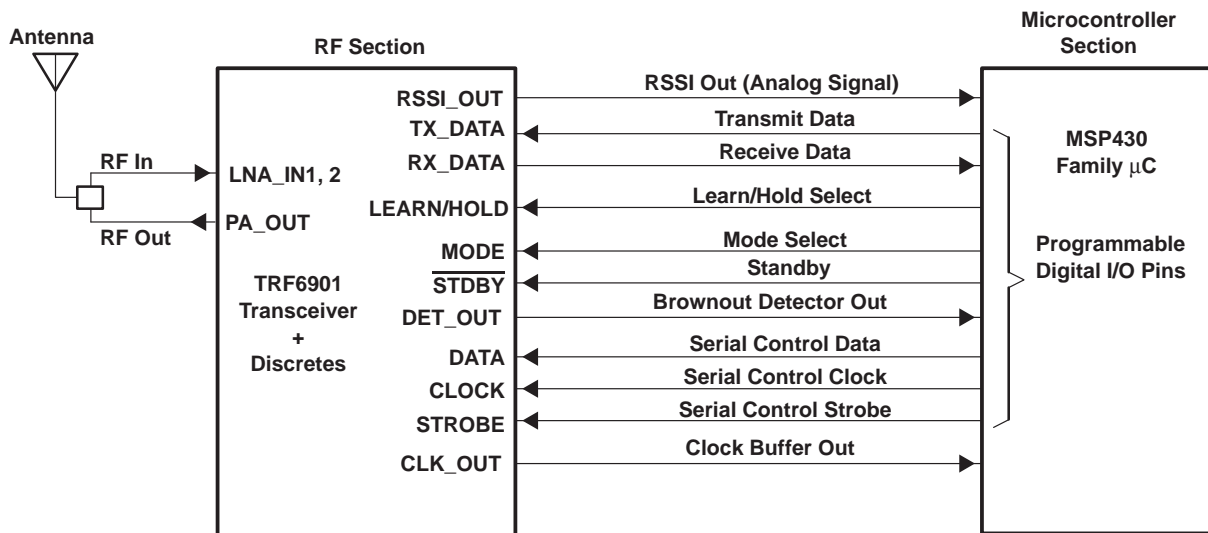 Antenna
RF Section
Microcontroller
Section
RSSI_OUT
RSSI Out (Analog Signal)
TX_DATA
Transmit Data
RX_DATA
Receive Data
LEARN/HOLD
Learn/Hold Select
MODE
Mode Select
STDBY
Standby
DET_OUT
Brownout Detector Out
DATA
Serial Control Data
CLOCK
Serial Control Clock
STROBE
Serial Control Strobe
CLK_OUT
Clock Buffer Out
RF In
LNA_IN1, 2
PA_OUT
RF Out
TRF6901
Transceiver
+
Discretes
MSP430
Family μC
Programmable
Digital I/O Pins